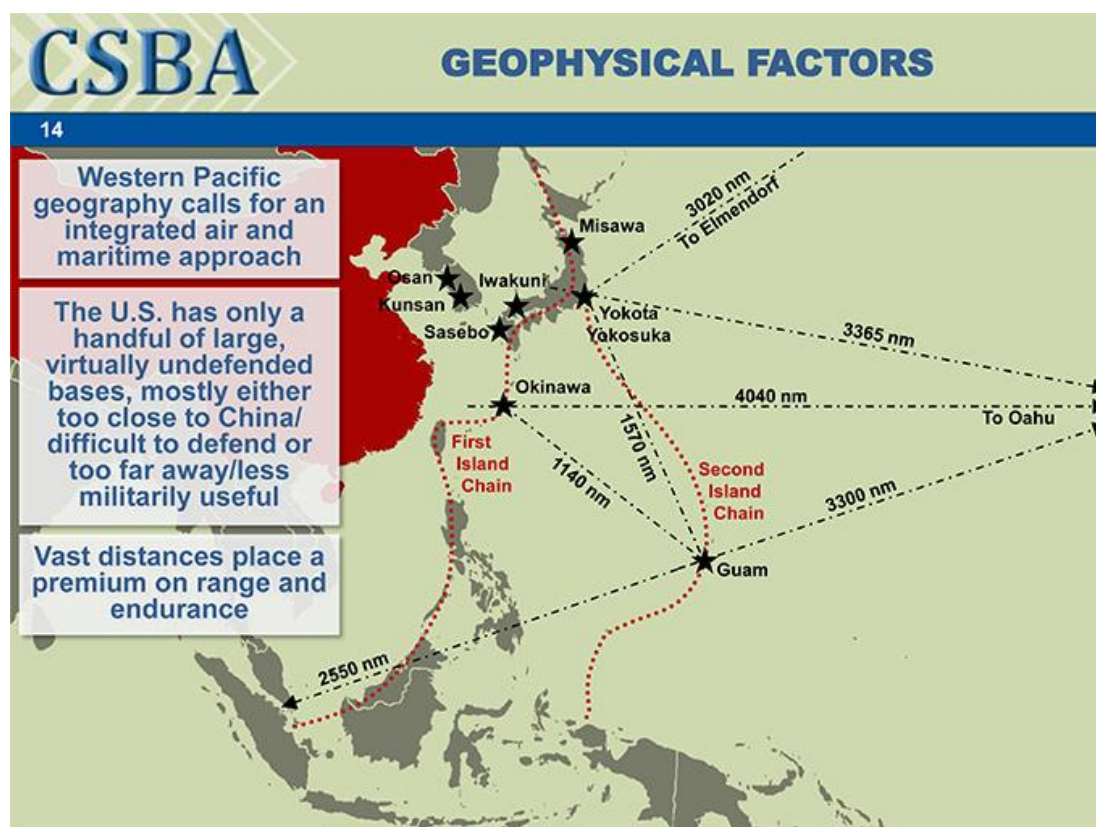 CSBA
GEOPHYSICAL FACTORS
14
Western Pacific
geography calls for an
integrated air and
maritime approach
The U.S. has only a
handful of large,
virtually undefended
bases, mostly either
too close to China/
difficult to defend or
too far away/less
militarily useful
Vast distances place a
premium on range and
endurance
3020 nm
To Elmendorf
Misawa
Osan
Iwakuni
Kunsan
Yokota
Yokosuka
Sasebo
3365 nm
Okinawa
4040 nm
To Oahu
First
Island
Chain
1140 nm
1570 nm
Second
Island
Chain
3300 nm
Guam
2550 nm